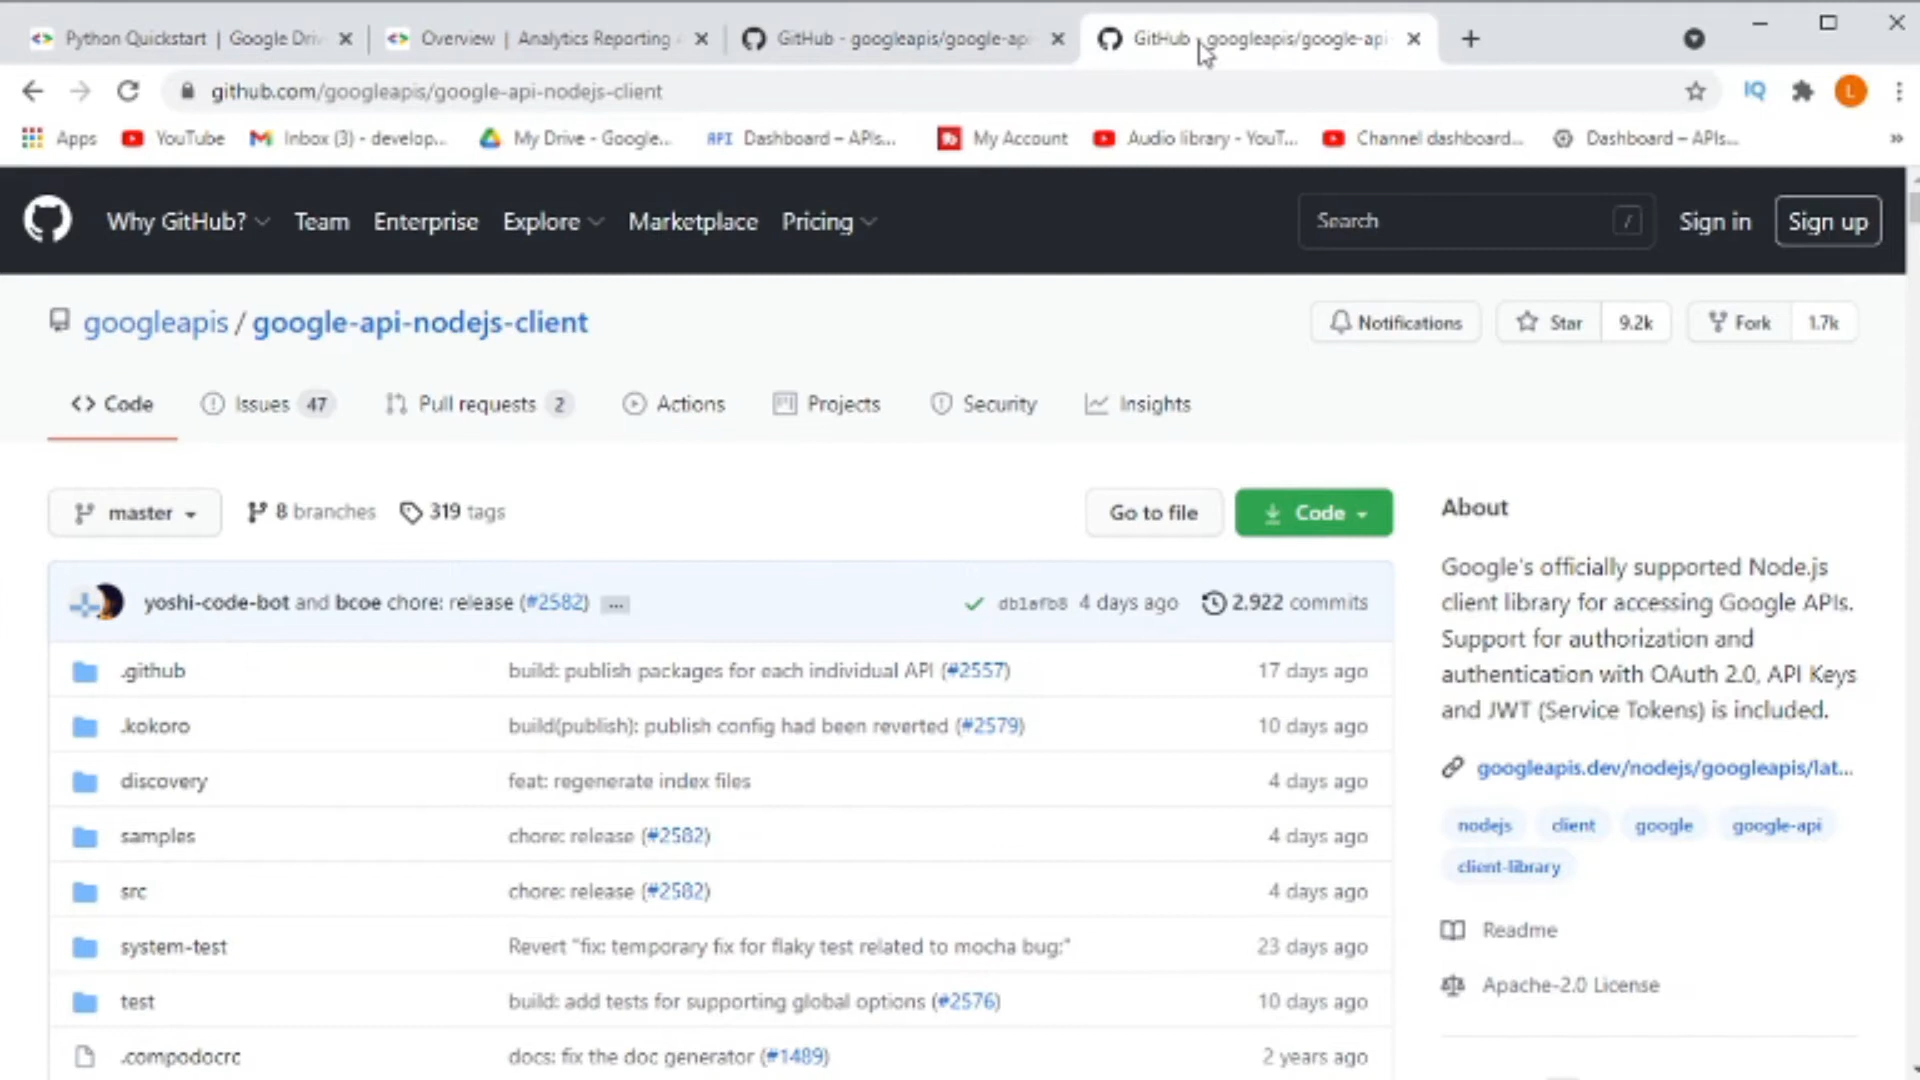 Python Quickstart | Google Driv
Overview | Analytics Reporting
GitHub - googleapis/google-api
GitHub - googleapis/google-api
github.com/googleapis/google-api-nodejs-client
IQ
L
Apps
YouTube
Inbox (3) - develop...
My Drive - Google...
API Dashboard – APIs...
My Account
Audio library - YouT...
Channel dashboard...
Dashboard – APIs...
»
Why GitHub?
Team
Enterprise
Explore
Marketplace
Pricing
Search
/
Sign in
Sign up
googleapis / google-api-nodejs-client
Notifications
Star 9.2k
Fork 1.7k
Code
Issues 47
Pull requests 2
Actions
Projects
Security
Insights
master
8 branches
319 tags
Go to file
Code
About
Google's officially supported Node.js
client library for accessing Google APIs.
Support for authorization and
authentication with OAuth 2.0, API Keys
and JWT (Service Tokens) is included.
googleapis.dev/nodejs/googleapis/lat...
nodejs client google google-api
client-library
Readme
Apache-2.0 License
yoshi-code-bot and bcoe chore: release (#2582) ...
db1afb8 4 days ago
2,922 commits
.github build: publish packages for each individual API (#2557) 17 days ago
.kokoro build(publish): publish config had been reverted (#2579) 10 days ago
discovery feat: regenerate index files 4 days ago
samples chore: release (#2582) 4 days ago
src chore: release (#2582) 4 days ago
system-test Revert "fix: temporary fix for flaky test related to mocha bug;" 23 days ago
test build: add tests for supporting global options (#2576) 10 days ago
.compodocrc docs: fix the doc generator (#1489) 2 years ago